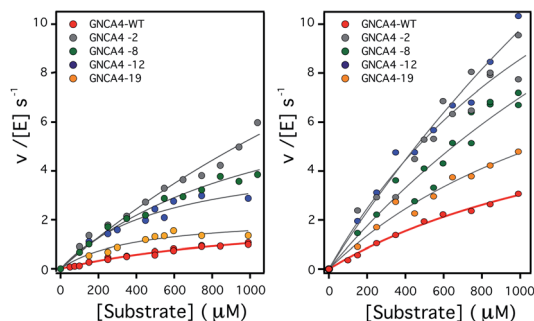 10
8
6
4
2
0
v /[E] s⁻¹
GNCA4-WT
GNCA4 -2
GNCA4 -8
GNCA4 -12
GNCA4-19
0 200 400 600 800 1000
[Substrate] ( μM)
10
8
6
4
2
0
v /[E] s⁻¹
GNCA4-WT
GNCA4 -2
GNCA4 -8
GNCA4 -12
GNCA4-19
0 200 400 600 800 1000
[Substrate] ( μM)